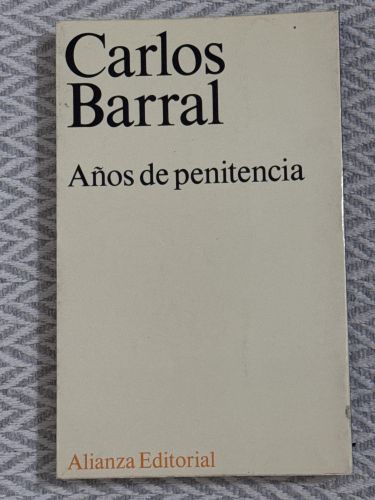 Carlos
Barral
Años de penitencia
Alianza Editorial